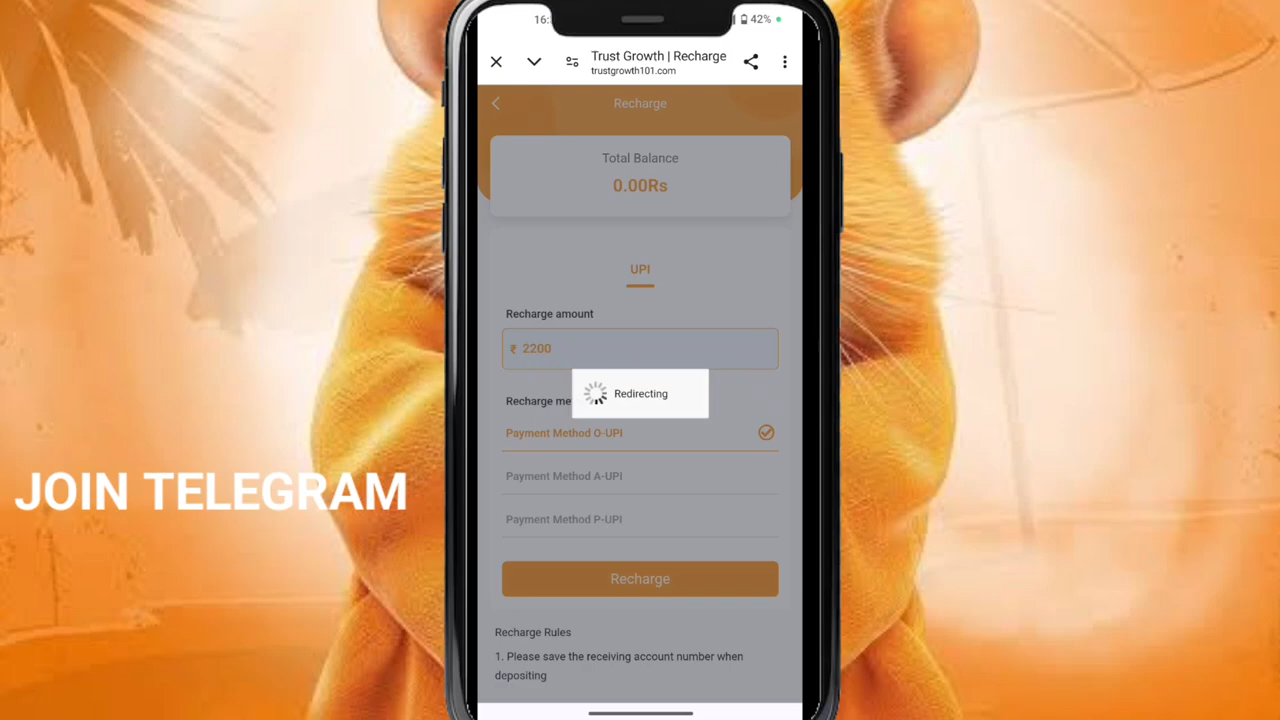 16:
42%
Trust Growth | Recharge
trustgrowth101.com
Recharge
Total Balance
0.00Rs
UPI
Recharge amount
₹ 2200
Redirecting
Recharge me
Payment Method O-UPI
Payment Method A-UPI
Payment Method P-UPI
JOIN TELEGRAM
Recharge
Recharge Rules
1. Please save the receiving account number when
depositing